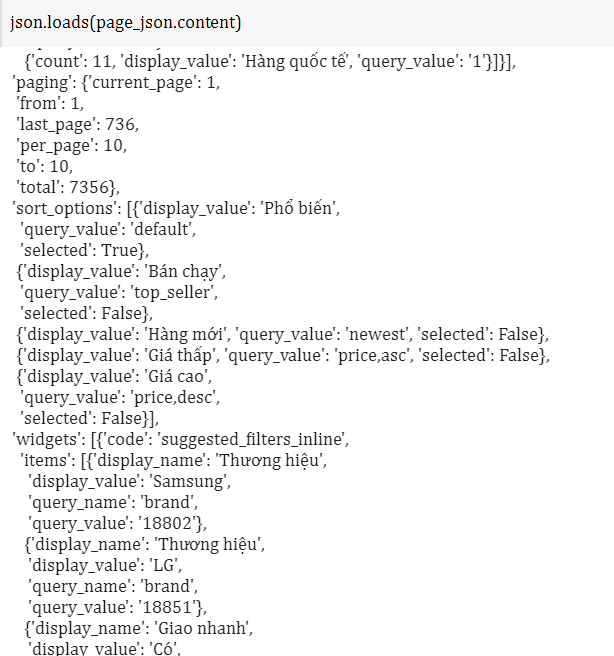 json.loads(page_json.content)
{'count': 11, 'display_value': 'Hàng quốc tế', 'query_value': '1'}]}],
'paging': {'current_page': 1,
'from': 1,
'last_page': 736,
'per_page': 10,
'to': 10,
'total': 7356},
'sort_options': [{'display_value': 'Phổ biến',
'query_value': 'default',
'selected': True},
{'display_value': 'Bán chạy',
'query_value': 'top_seller',
'selected': False},
{'display_value': 'Hàng mới', 'query_value': 'newest', 'selected': False},
{'display_value': 'Giá thấp', 'query_value': 'price,asc', 'selected': False},
{'display_value': 'Giá cao',
'query_value': 'price,desc',
'selected': False}],
'widgets': [{'code': 'suggested_filters_inline',
'items': [{'display_name': 'Thương hiệu',
'display_value': 'Samsung',
'query_name': 'brand',
'query_value': '18802'},
{'display_name': 'Thương hiệu',
'display_value': 'LG',
'query_name': 'brand',
'query_value': '18851'},
{'display_name': 'Giao nhanh',
'display_value': 'Có',